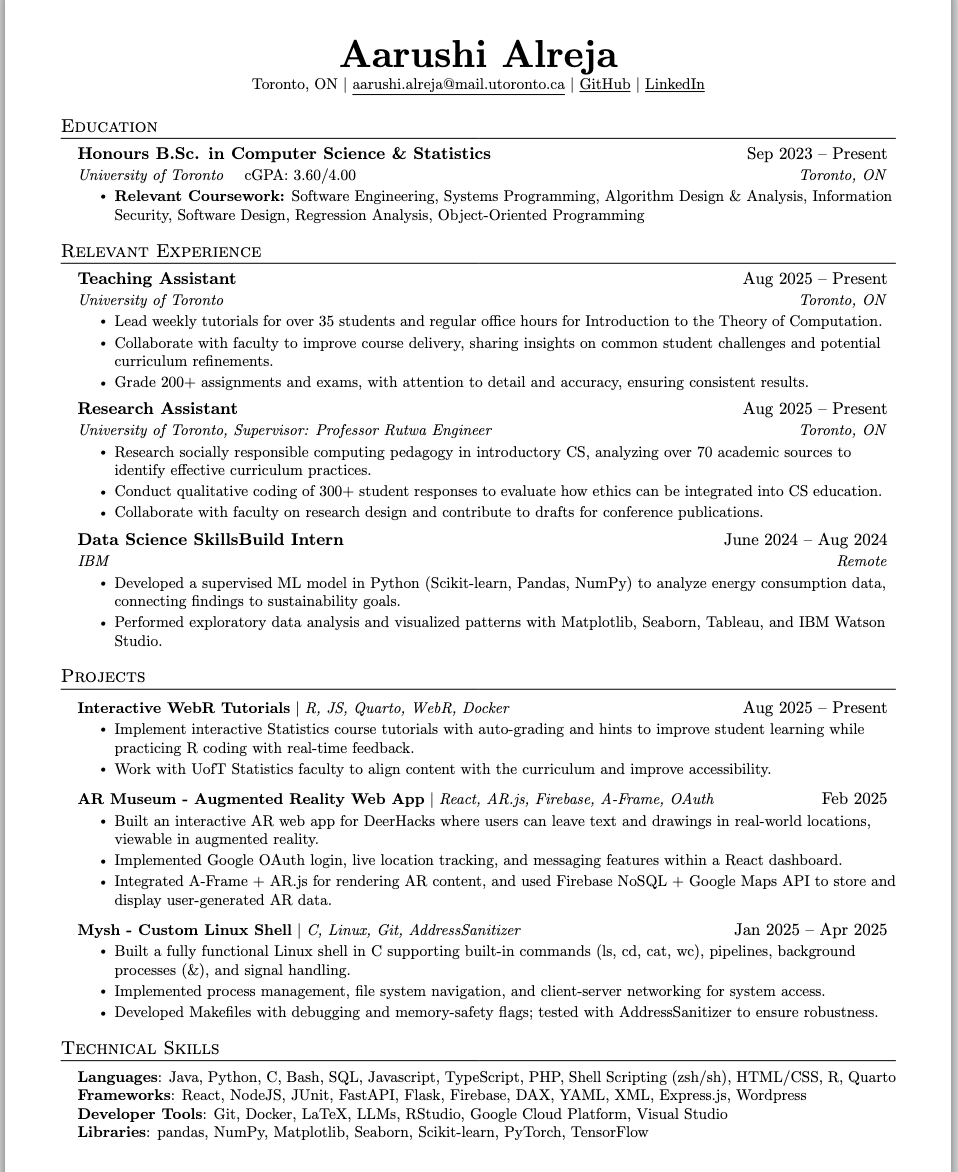 Aarushi Alreja
Toronto, ON | aarushi.alreja@mail.utoronto.ca | GitHub | LinkedIn
Education
Honours B.Sc. in Computer Science & Statistics Sep 2023 – Present
University of Toronto cGPA: 3.60/4.00 Toronto, ON
• Relevant Coursework: Software Engineering, Systems Programming, Algorithm Design & Analysis, Information
Security, Software Design, Regression Analysis, Object-Oriented Programming
Relevant Experience
Teaching Assistant Aug 2025 – Present
University of Toronto Toronto, ON
• Lead weekly tutorials for over 35 students and regular office hours for Introduction to the Theory of Computation.
• Collaborate with faculty to improve course delivery, sharing insights on common student challenges and potential
curriculum refinements.
• Grade 200+ assignments and exams, with attention to detail and accuracy, ensuring consistent results.
Research Assistant Aug 2025 – Present
University of Toronto, Supervisor: Professor Rutwa Engineer Toronto, ON
• Research socially responsible computing pedagogy in introductory CS, analyzing over 70 academic sources to
identify effective curriculum practices.
• Conduct qualitative coding of 300+ student responses to evaluate how ethics can be integrated into CS education.
• Collaborate with faculty on research design and contribute to drafts for conference publications.
Data Science SkillsBuild Intern June 2024 – Aug 2024
IBM Remote
• Developed a supervised ML model in Python (Scikit-learn, Pandas, NumPy) to analyze energy consumption data,
connecting findings to sustainability goals.
• Performed exploratory data analysis and visualized patterns with Matplotlib, Seaborn, Tableau, and IBM Watson
Studio.
Projects
Interactive WebR Tutorials | R, JS, Quarto, WebR, Docker Aug 2025 – Present
• Implement interactive Statistics course tutorials with auto-grading and hints to improve student learning while
practicing R coding with real-time feedback.
• Work with UofT Statistics faculty to align content with the curriculum and improve accessibility.
AR Museum - Augmented Reality Web App | React, AR.js, Firebase, A-Frame, OAuth Feb 2025
• Built an interactive AR web app for DeerHacks where users can leave text and drawings in real-world locations,
viewable in augmented reality.
• Implemented Google OAuth login, live location tracking, and messaging features within a React dashboard.
• Integrated A-Frame + AR.js for rendering AR content, and used Firebase NoSQL + Google Maps API to store and
display user-generated AR data.
Mysh - Custom Linux Shell | C, Linux, Git, AddressSanitizer Jan 2025 – Apr 2025
• Built a fully functional Linux shell in C supporting built-in commands (ls, cd, cat, wc), pipelines, background
processes (&), and signal handling.
• Implemented process management, file system navigation, and client-server networking for system access.
• Developed Makefiles with debugging and memory-safety flags; tested with AddressSanitizer to ensure robustness.
Technical Skills
Languages: Java, Python, C, Bash, SQL, Javascript, TypeScript, PHP, Shell Scripting (zsh/sh), HTML/CSS, R, Quarto
Frameworks: React, NodeJS, JUnit, FastAPI, Flask, Firebase, DAX, YAML, XML, Express.js, Wordpress
Developer Tools: Git, Docker, LaTeX, LLMs, RStudio, Google Cloud Platform, Visual Studio
Libraries: pandas, NumPy, Matplotlib, Seaborn, Scikit-learn, PyTorch, TensorFlow